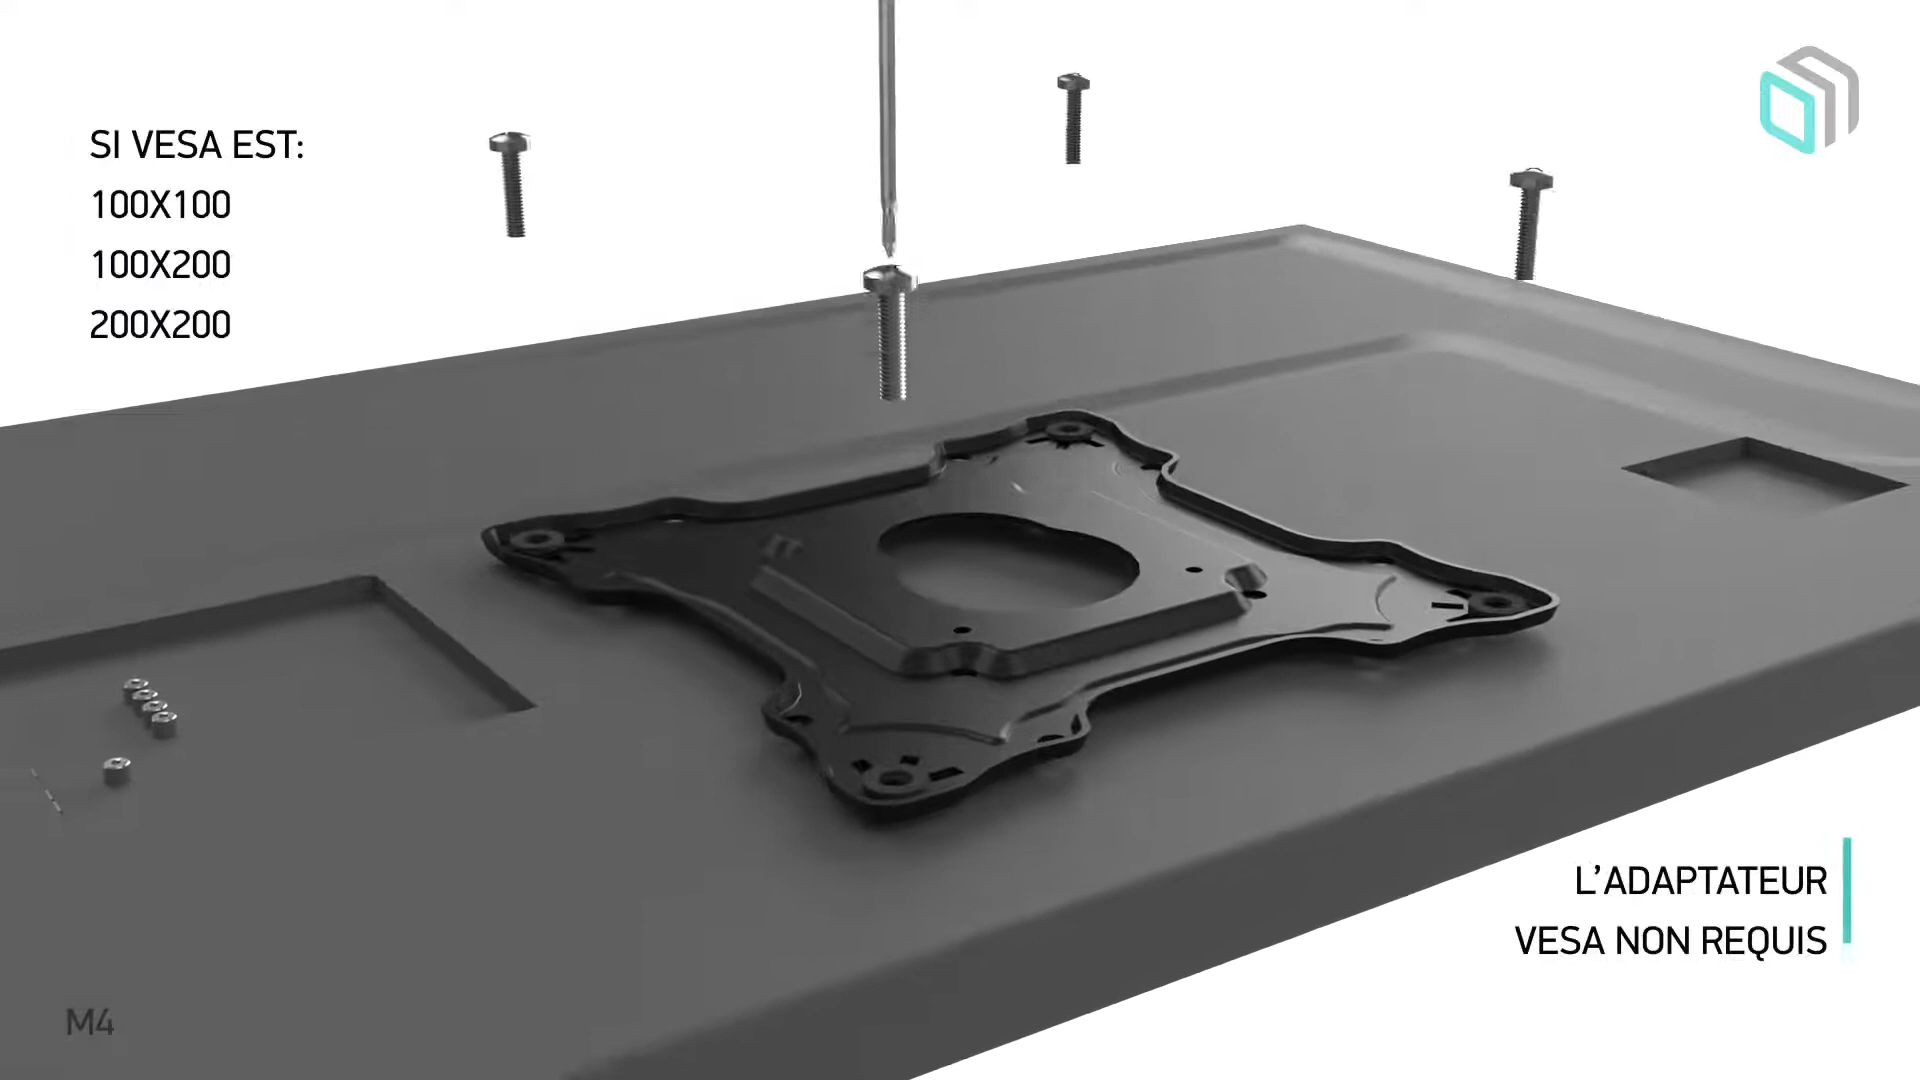 SI VESA EST:
100X100
100X200
200X200
L’ADAPTATEUR
VESA NON REQUIS
M4